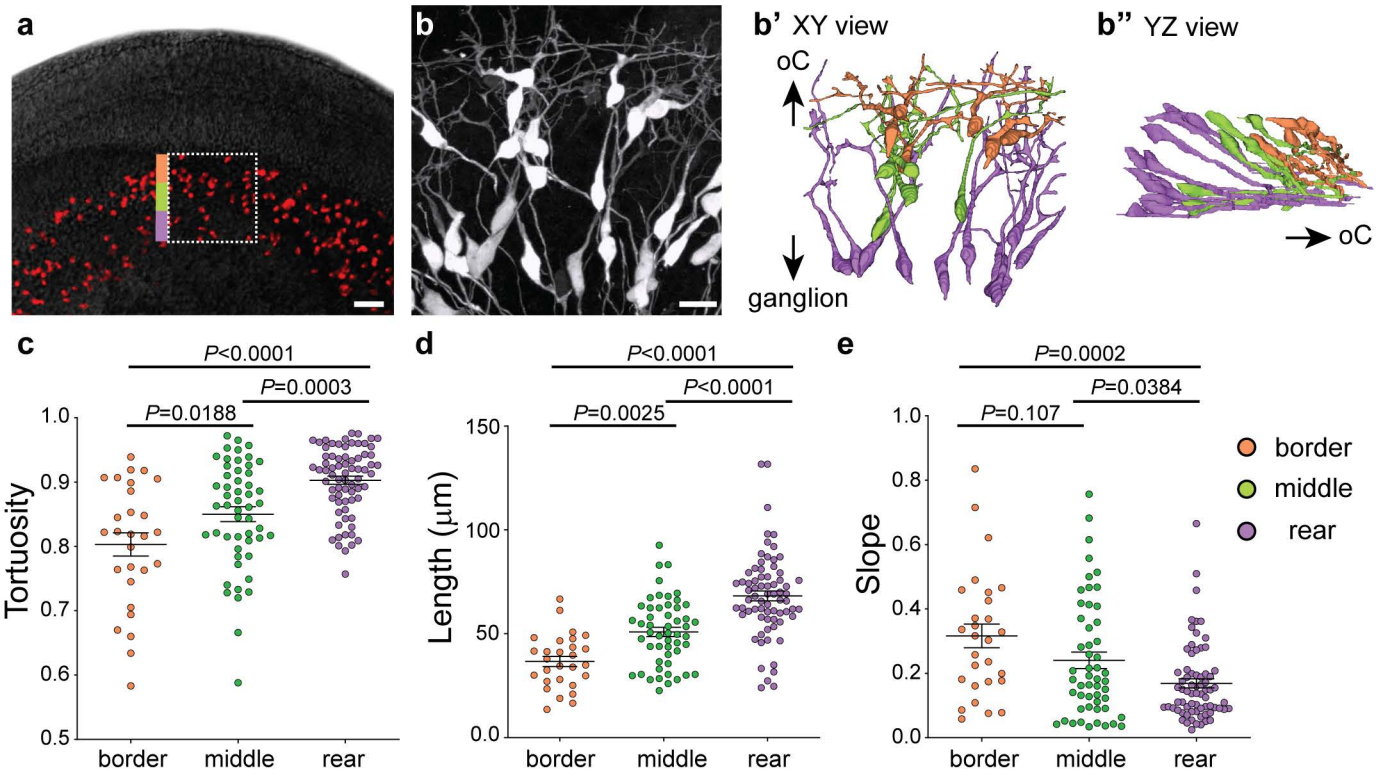 a
b
b' XY view
oC
ganglion
b" YZ view
oC
c
P<0.0001
P=0.0003
P=0.0188
Tortuosity
1.0
0.9
0.8
0.7
0.6
0.5
border
middle
rear
d
P<0.0001
P<0.0001
P=0.0025
Length (μm)
150
100
50
0.0
border
middle
rear
e
P=0.0002
P=0.0384
P=0.107
Slope
1.0
0.8
0.6
0.4
0.2
0.0
border
middle
rear
border
middle
rear